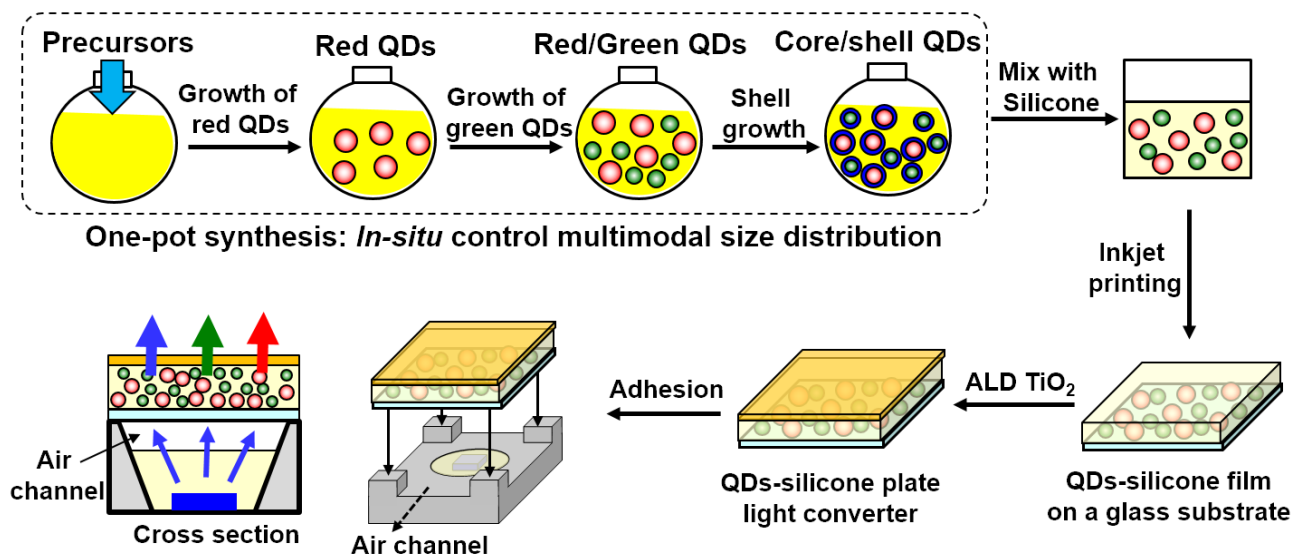 Precursors
Growth of
red QDs
Red QDs
Growth of
green QDs
Red/Green QDs
Shell
growth
Core/shell QDs
Mix with
Silicone
One-pot synthesis: In-situ control multimodal size distribution
Inkjet
printing
QDs-silicone film
on a glass substrate
ALD TiO₂
QDs-silicone plate
light converter
Adhesion
Air channel
Air
channel
Cross section